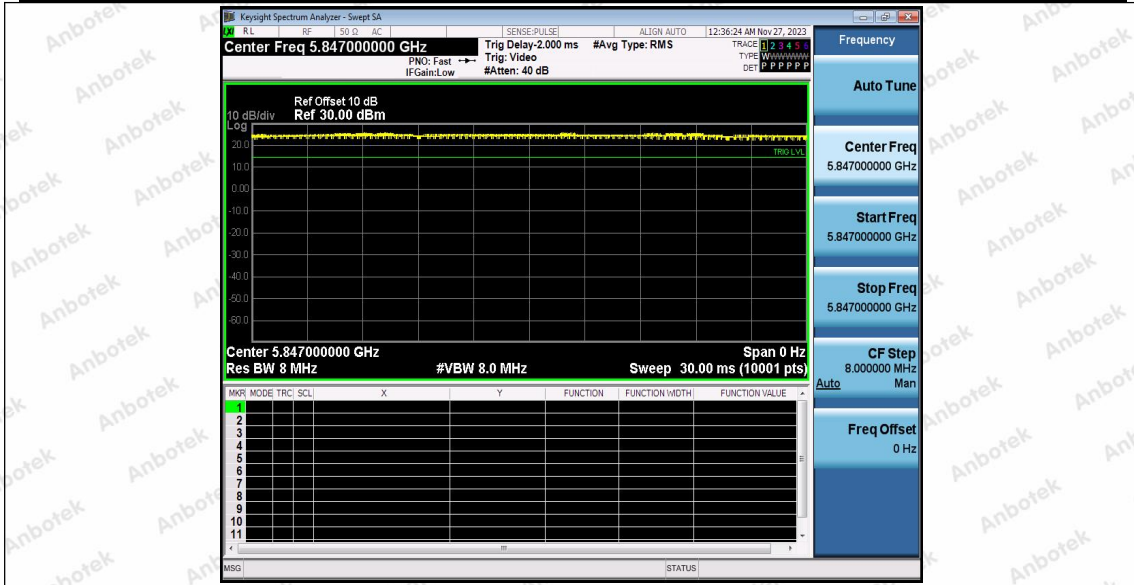 Keysight Spectrum Analyzer - Swept SA
RL RF 50 Ω AC SENSE:PULSE ALIGN AUTO 12:36:24 AM Nov 27, 2023
Center Freq 5.847000000 GHz
PNO: Fast
IFGain:Low
Trig Delay-2.000 ms
Trig: Video
#Atten: 40 dB
#Avg Type: RMS
TRACE 1 2 3 4 5 6
TYPE WWWWWW
DET P P P P P P
Ref Offset 10 dB
10 dB/div Ref 30.00 dBm
Log
20.0
TRIG LVL
10.0
0.00
-10.0
-20.0
-30.0
-40.0
-50.0
-60.0
Center 5.847000000 GHz Span 0 Hz
Res BW 8 MHz #VBW 8.0 MHz Sweep 30.00 ms (10001 pts)
MKR MODE TRC SCL X Y FUNCTION FUNCTION WIDTH FUNCTION VALUE
1
2
3
4
5
6
7
8
9
10
11
MSG STATUS
Frequency
Auto Tune
Center Freq
5.847000000 GHz
Start Freq
5.847000000 GHz
Stop Freq
5.847000000 GHz
CF Step
8.000000 MHz
Auto Man
Freq Offset
0 Hz
Anbotek